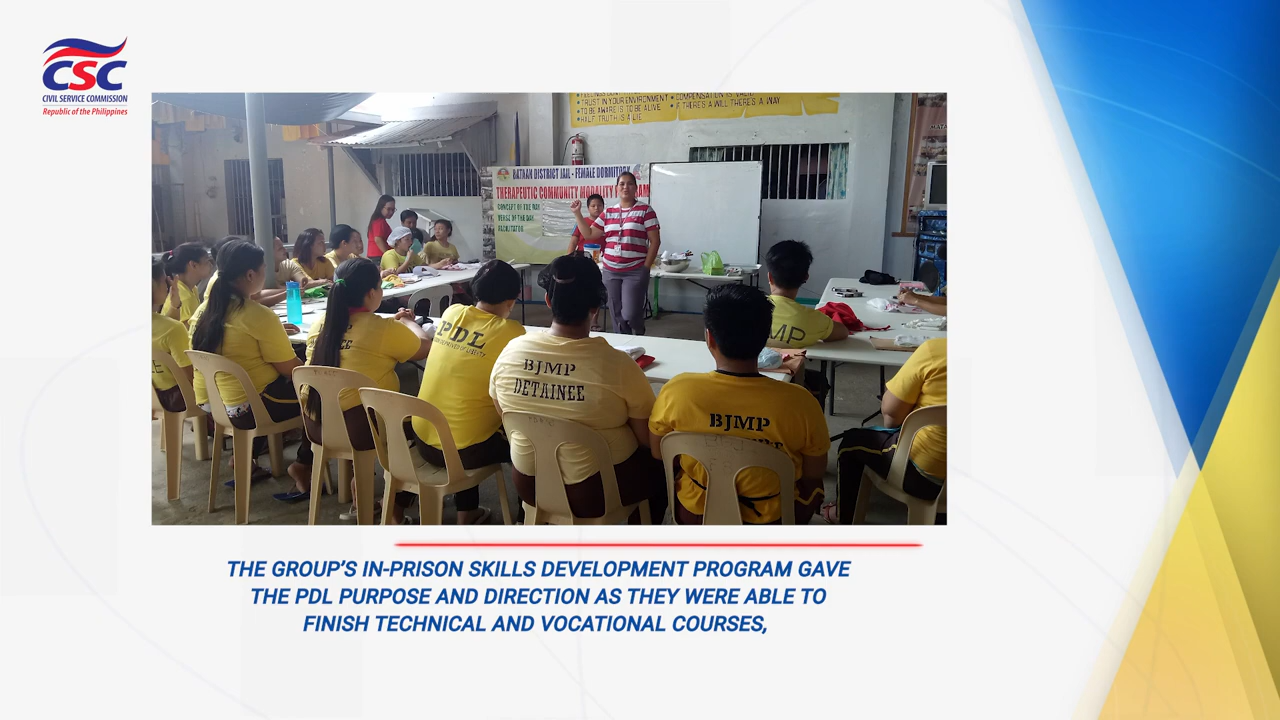 CSC
CIVIL SERVICE COMMISSION
Republic of the Philippines
COMPENSATION IS
• TRUST IN YOUR ENVIRONMENT • IF THERE'S A WILL THERE'S A WAY
• TO BE AWARE IS TO BE ALIVE
• HALF TRUTH IS A LIE
BATAAN DISTRICT JAIL - FEMALE DORMITORY
THERAPEUTIC COMMUNITY MODALITY
CONCEPT OF THE DAY
VERSE OF THE DAY
FACILITATOR
PDL
BJMP
DETAINEE
BJMP
THE GROUP'S IN-PRISON SKILLS DEVELOPMENT PROGRAM GAVE
THE PDL PURPOSE AND DIRECTION AS THEY WERE ABLE TO
FINISH TECHNICAL AND VOCATIONAL COURSES,